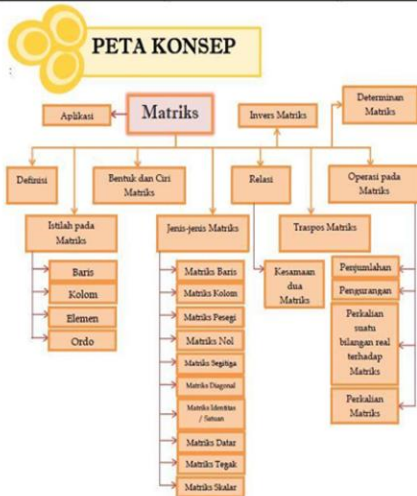 PETA KONSEP
:
Determinan
Matriks
Aplikasi
Matriks
Invers Matriks
Definisi
Bentuk dan Ciri
Matriks
Relasi
Operasi pada
Matriks
Istilah pada
Matriks
Jenis-jenis Matriks
Traspos Matriks
Baris
Kolom
Elemen
Ordo
Matriks Baris
Matriks Kolom
Matriks Pesegi
Matriks Nol
Matriks Segitiga
Matriks Diagonal
Matriks Identitas
/ Satuan
Matriks Datar
Matriks Tegak
Matriks Skalar
Kesamaan
dua
Matriks
Penjumlahan
Pengurangan
Perkalian
suatu
bilangan real
terhadap
Matriks
Perkalian
Matriks